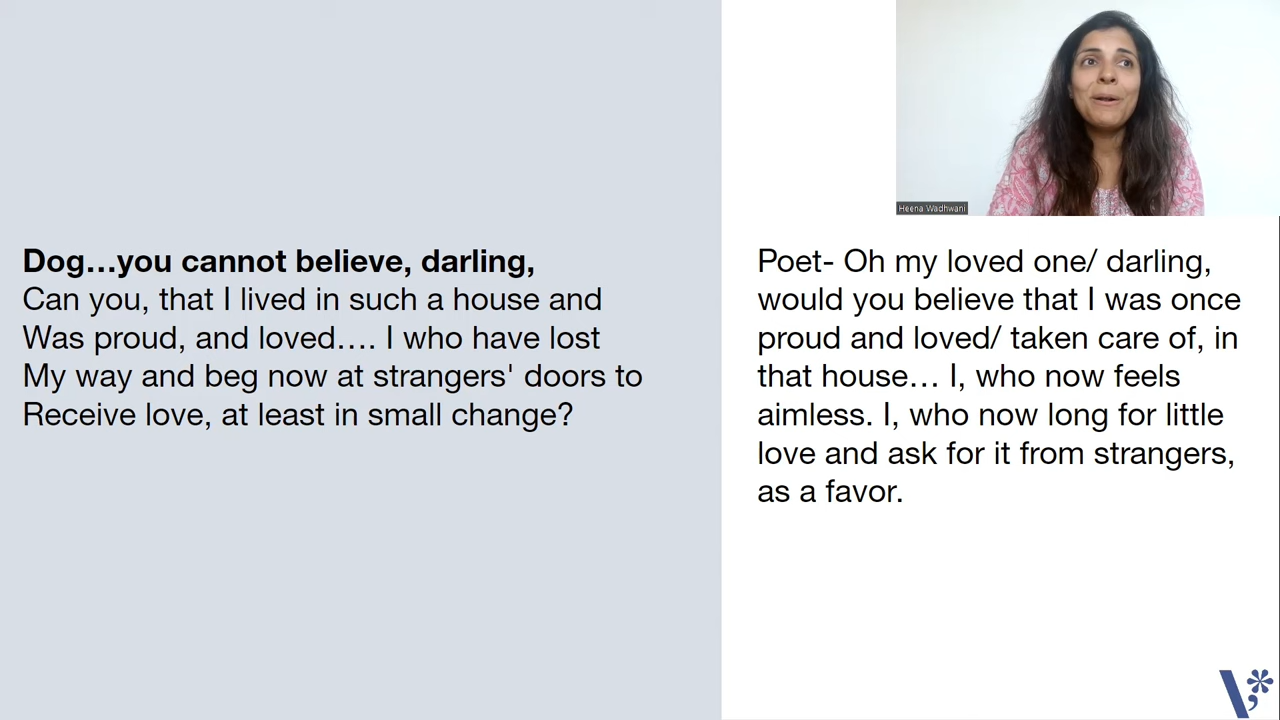 Heena Wadhwani
Dog…you cannot believe, darling,
Can you, that I lived in such a house and
Was proud, and loved…. I who have lost
My way and beg now at strangers' doors to
Receive love, at least in small change?
Poet- Oh my loved one/ darling,
would you believe that I was once
proud and loved/ taken care of, in
that house… I, who now feels
aimless. I, who now long for little
love and ask for it from strangers,
as a favor.